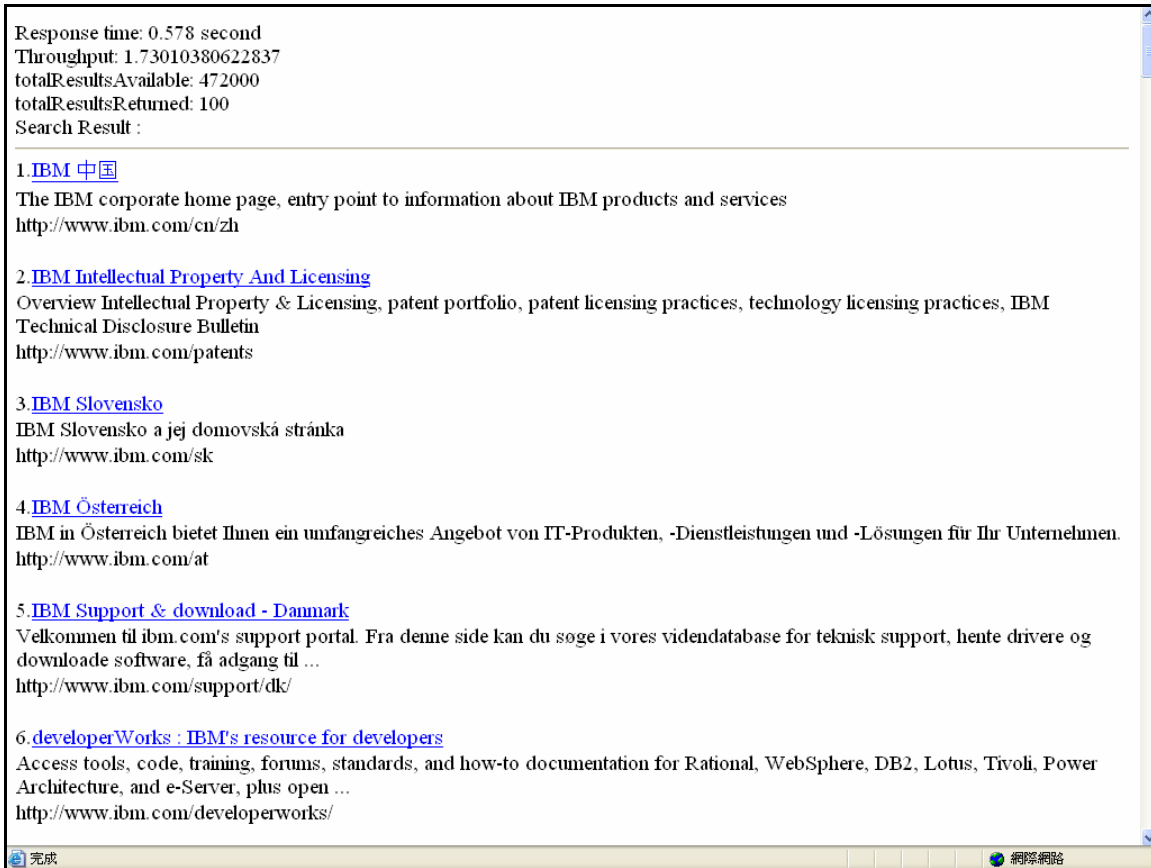 Response time: 0.578 second
Throughput: 1.73010380622837
totalResultsAvailable: 472000
totalResultsReturned: 100
Search Result :
1.IBM 中国
The IBM corporate home page, entry point to information about IBM products and services
http://www.ibm.com/cn/zh
2.IBM Intellectual Property And Licensing
Overview Intellectual Property & Licensing, patent portfolio, patent licensing practices, technology licensing practices, IBM
Technical Disclosure Bulletin
http://www.ibm.com/patents
3.IBM Slovensko
IBM Slovensko a jej domovská stránka
http://www.ibm.com/sk
4.IBM Österreich
IBM in Österreich bietet Ihnen ein umfangreiches Angebot von IT-Produkten, -Dienstleistungen und -Lösungen für Ihr Unternehmen.
http://www.ibm.com/at
5.IBM Support & download - Danmark
Velkommen til ibm.com's support portal. Fra denne side kan du søge i vores videndatabase for teknisk support, hente drivere og
downloade software, få adgang til ...
http://www.ibm.com/support/dk/
6.developerWorks : IBM's resource for developers
Access tools, code, training, forums, standards, and how-to documentation for Rational, WebSphere, DB2, Lotus, Tivoli, Power
Architecture, and e-Server, plus open ...
http://www.ibm.com/developerworks/
完成 網際網路